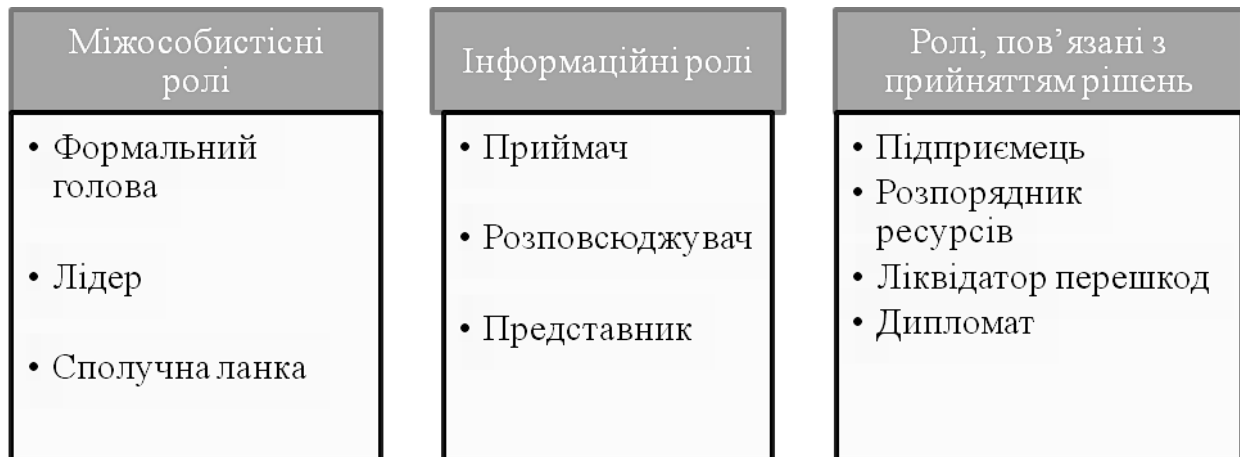 Міжособистісні
ролі
• Формальний
голова
• Лідер
• Сполучна ланка
Інформаційні ролі
• Приймач
• Розповсюджувач
• Представник
Ролі, пов’язані з
прийняттям рішень
• Підприємець
• Розпорядник
ресурсів
• Ліквідатор перешкод
• Дипломат